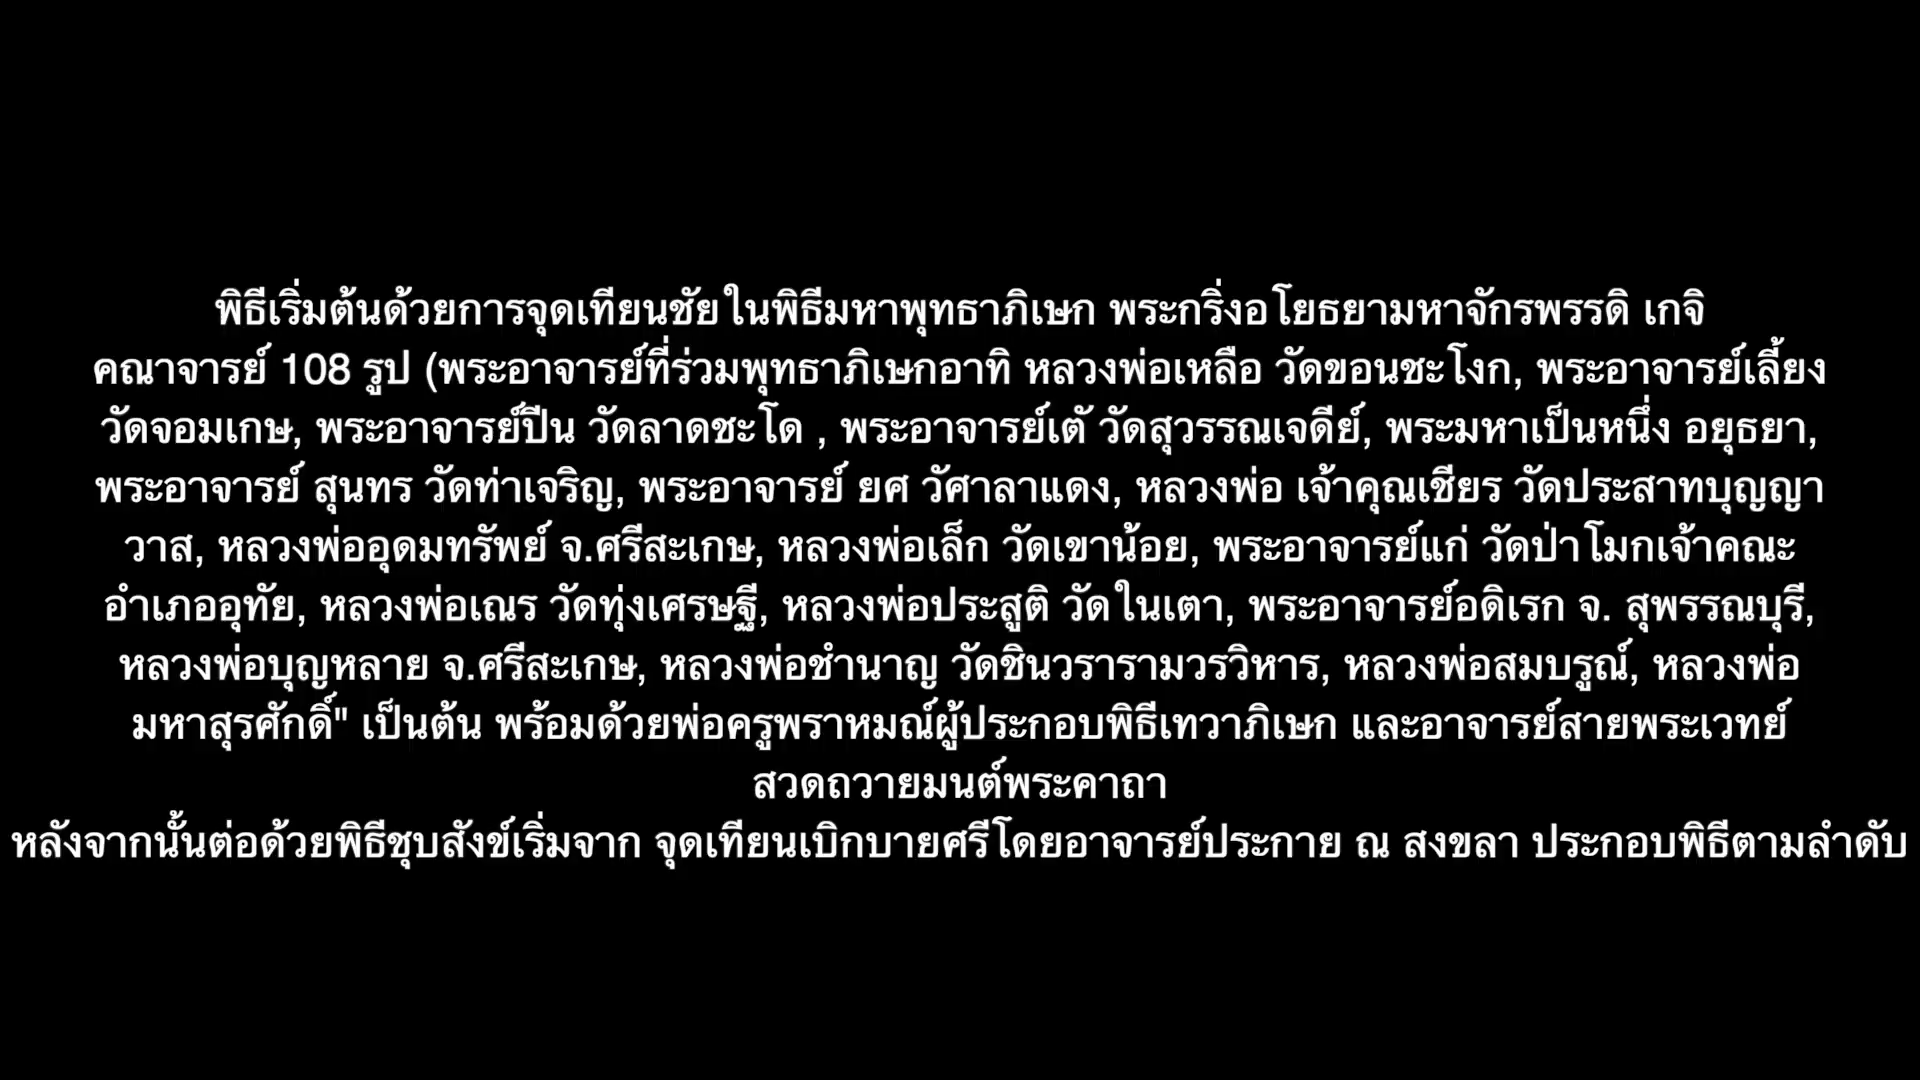 พิธีเริ่มต้นด้วยการจุดเทียนชัยในพิธีมหาพุทธาภิเษก พระกริ่งอโยธยามหาจักรพรรดิ เกจิ
คณาจารย์ 108 รูป (พระอาจารย์ที่ร่วมพุทธาภิเษกอาทิ หลวงพ่อเหลือ วัดขอนชะโงก, พระอาจารย์เลี้ยง
วัดจอมเกษ, พระอาจารย์ปีน วัดลาดชะโด , พระอาจารย์เต้ วัดสุวรรณเจดีย์, พระมหาเป็นหนึ่ง อยุธยา,
พระอาจารย์ สุนทร วัดท่าเจริญ, พระอาจารย์ ยศ วัศาลาแดง, หลวงพ่อ เจ้าคุณเชียร วัดประสาทบุญญา
วาส, หลวงพ่ออุดมทรัพย์ จ.ศรีสะเกษ, หลวงพ่อเล็ก วัดเขาน้อย, พระอาจารย์แก่ วัดป่าโมกเจ้าคณะ
อำเภออุทัย, หลวงพ่อเณร วัดทุ่งเศรษฐี, หลวงพ่อประสูติ วัดในเตา, พระอาจารย์อดิเรก จ. สุพรรณบุรี,
หลวงพ่อบุญหลาย จ.ศรีสะเกษ, หลวงพ่อชำนาญ วัดชินวรารามวรวิหาร, หลวงพ่อสมบรูณ์, หลวงพ่อ
มหาสุรศักดิ์" เป็นต้น พร้อมด้วยพ่อครูพราหมณ์ผู้ประกอบพิธีเทวาภิเษก และอาจารย์สายพระเวทย์
สวดถวายมนต์พระคาถา
หลังจากนั้นต่อด้วยพิธีชุบสังข์เริ่มจาก จุดเทียนเบิกบายศรีโดยอาจารย์ประกาย ณ สงขลา ประกอบพิธีตามลำดับ